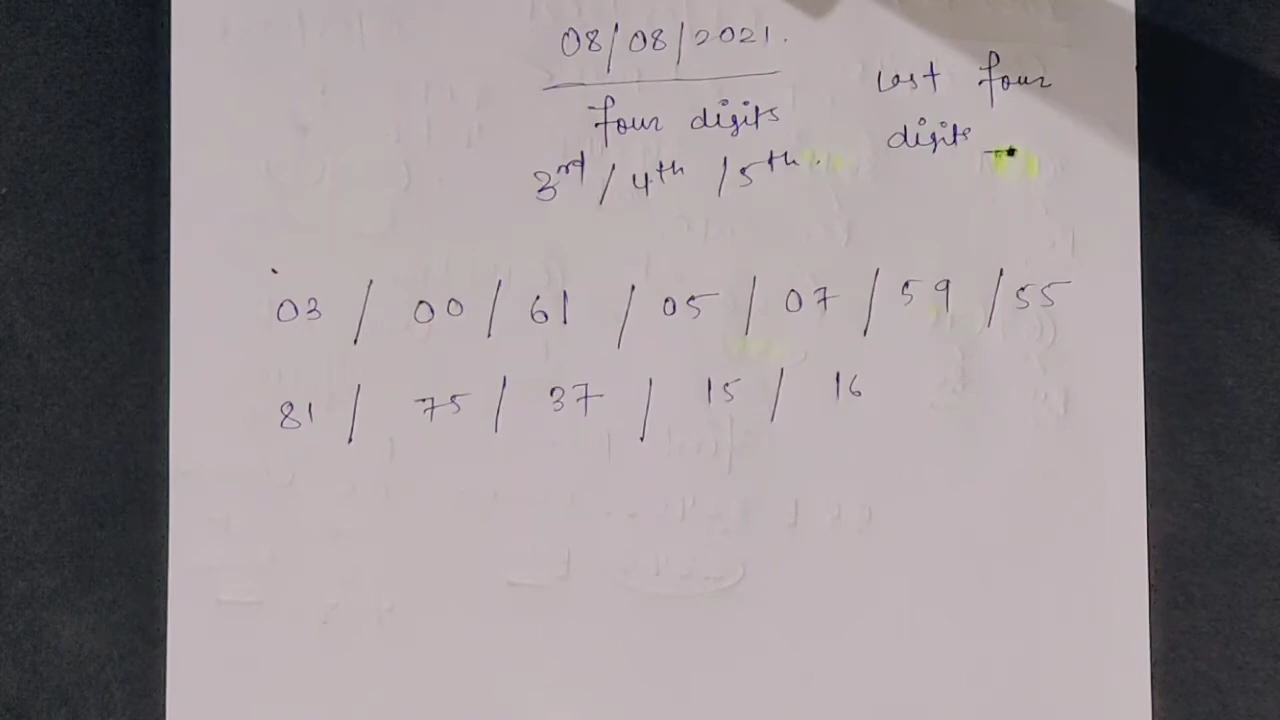 08/08/2021.
four digits
3rd / 4th / 5th.
Last four
digits
03 / 00 / 61 / 05 / 07 / 59 / 55
81 / 75 / 37 / 15 / 16